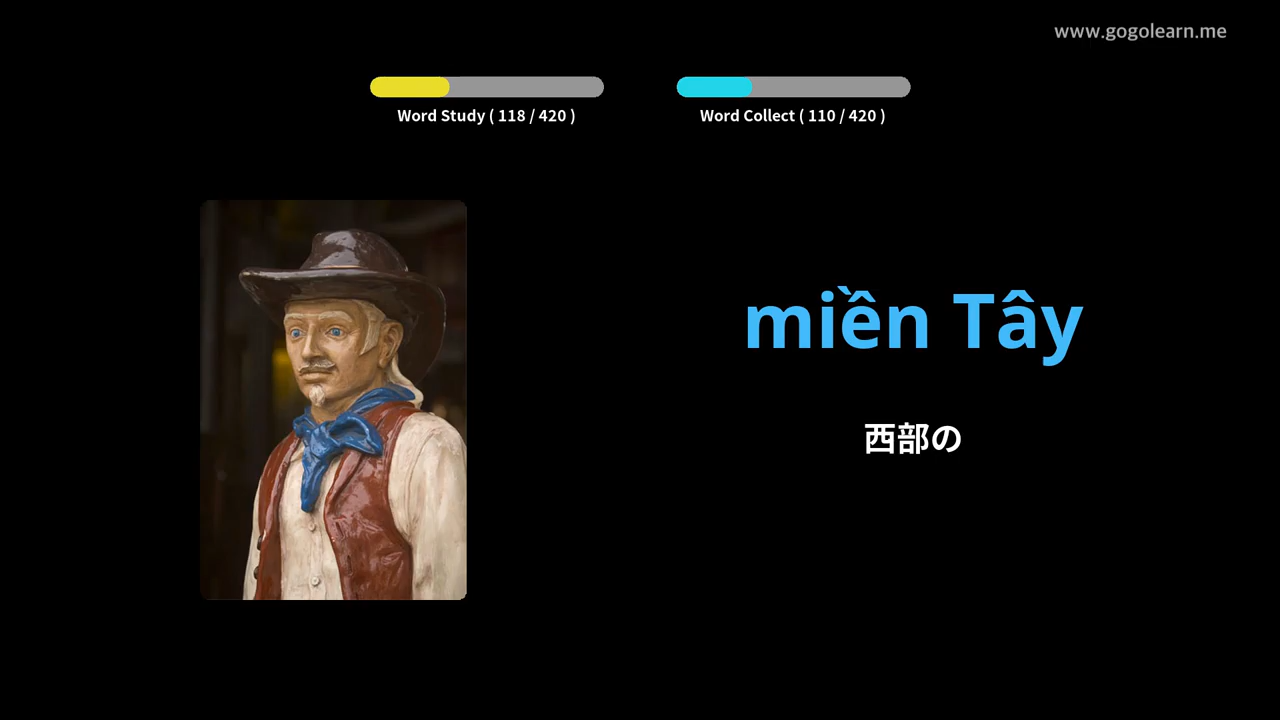 www.gogolearn.me
Word Study ( 118 / 420 )
Word Collect ( 110 / 420 )
miền Tây
西部の